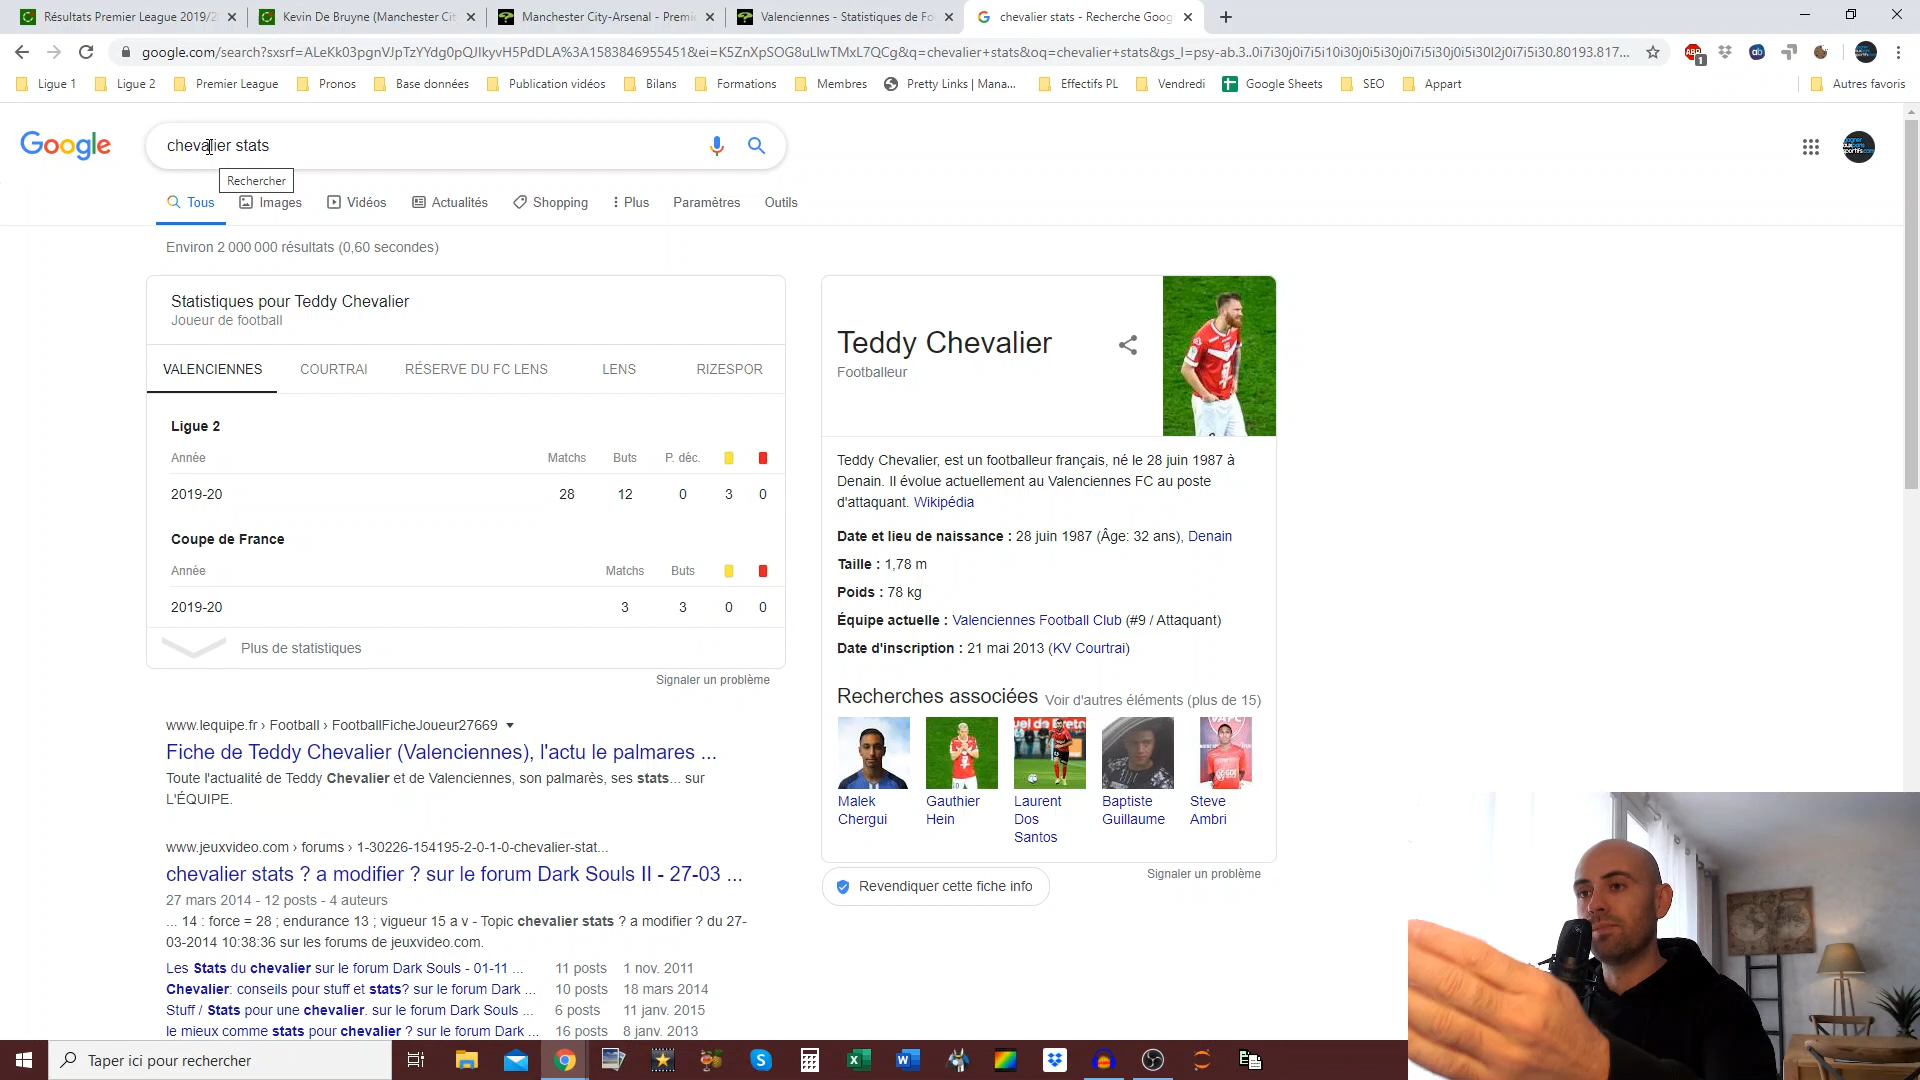 Résultats Premier League 2019/2
Kevin De Bruyne (Manchester Cit
Manchester City-Arsenal - Premie
Valenciennes - Statistiques de Fo
chevalier stats - Recherche Goog
google.com/search?sxsrf=ALeKk03pgnVJpTzYYdg0pQJIkyvH5PdDLA%3A1583846955451&ei=K5ZnXpSOG8uLlwTMxL7QCg&q=chevalier+stats&oq=chevalier+stats&gs_l=psy-ab.3..0i7i30j0i7i5i10i30j0i5i30j0i7i5i30j0i5i30l2j0i7i5i30.80193.817...
Ligue 1
Ligue 2
Premier League
Pronos
Base données
Publication vidéos
Bilans
Formations
Membres
Pretty Links | Mana...
Effectifs PL
Vendredi
Google Sheets
SEO
Appart
Autres favoris
Google
chevalier stats
Rechercher
Tous
Images
Vidéos
Actualités
Shopping
Plus
Paramètres
Outils
Environ 2 000 000 résultats (0,60 secondes)
Statistiques pour Teddy Chevalier
Joueur de football
VALENCIENNES COURTRAI RÉSERVE DU FC LENS LENS RIZESPOR
Ligue 2
Année Matchs Buts P. déc.
2019-20 28 12 0 3 0
Coupe de France
Année Matchs Buts
2019-20 3 3 0 0
Plus de statistiques
Signaler un problème
www.lequipe.fr › Football › FootballFicheJoueur27669
Fiche de Teddy Chevalier (Valenciennes), l'actu le palmares ...
Toute l'actualité de Teddy Chevalier et de Valenciennes, son palmarès, ses stats... sur
L'ÉQUIPE.
www.jeuxvideo.com › forums › 1-30226-154195-2-0-1-0-chevalier-stat...
chevalier stats ? a modifier ? sur le forum Dark Souls II - 27-03 ...
27 mars 2014 - 12 posts - 4 auteurs
... 14 : force = 28 ; endurance 13 ; vigueur 15 a v - Topic chevalier stats ? a modifier ? du 27-
03-2014 10:38:36 sur les forums de jeuxvideo.com.
Les Stats du chevalier sur le forum Dark Souls - 01-11 ... 11 posts 1 nov. 2011
Chevalier: conseils pour stuff et stats? sur le forum Dark ... 10 posts 18 mars 2014
Stuff / Stats pour une chevalier. sur le forum Dark Souls ... 6 posts 11 janv. 2015
le mieux comme stats pour chevalier ? sur le forum Dark ... 16 posts 8 janv. 2013
Teddy Chevalier
Footballeur
Teddy Chevalier, est un footballeur français, né le 28 juin 1987 à
Denain. Il évolue actuellement au Valenciennes FC au poste
d'attaquant. Wikipédia
Date et lieu de naissance : 28 juin 1987 (Âge: 32 ans), Denain
Taille : 1,78 m
Poids : 78 kg
Équipe actuelle : Valenciennes Football Club (#9 / Attaquant)
Date d'inscription : 21 mai 2013 (KV Courtrai)
Recherches associées Voir d'autres éléments (plus de 15)
Malek
Chergui
Gauthier
Hein
Laurent
Dos
Santos
Baptiste
Guillaume
Steve
Ambri
Signaler un problème
Revendiquer cette fiche info
Taper ici pour rechercher